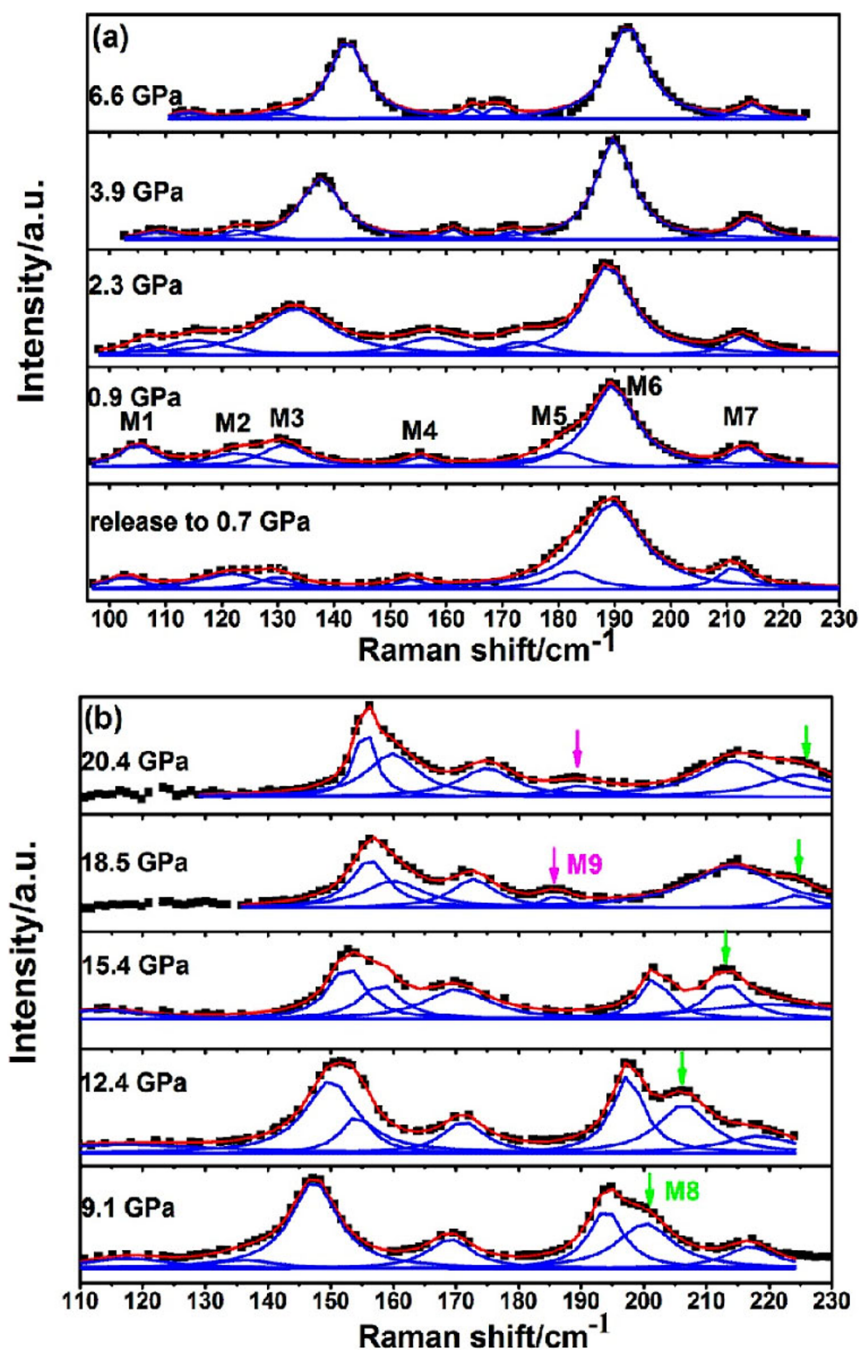 (a)
6.6 GPa
3.9 GPa
2.3 GPa
0.9 GPa
M1 M2 M3 M4 M5 M6 M7
release to 0.7 GPa
Intensity/a.u.
100 110 120 130 140 150 160 170 180 190 200 210 220 230
Raman shift/cm-1
(b)
20.4 GPa
18.5 GPa
M9
15.4 GPa
12.4 GPa
9.1 GPa
M8
Intensity/a.u.
110 120 130 140 150 160 170 180 190 200 210 220 230
Raman shift/cm-1